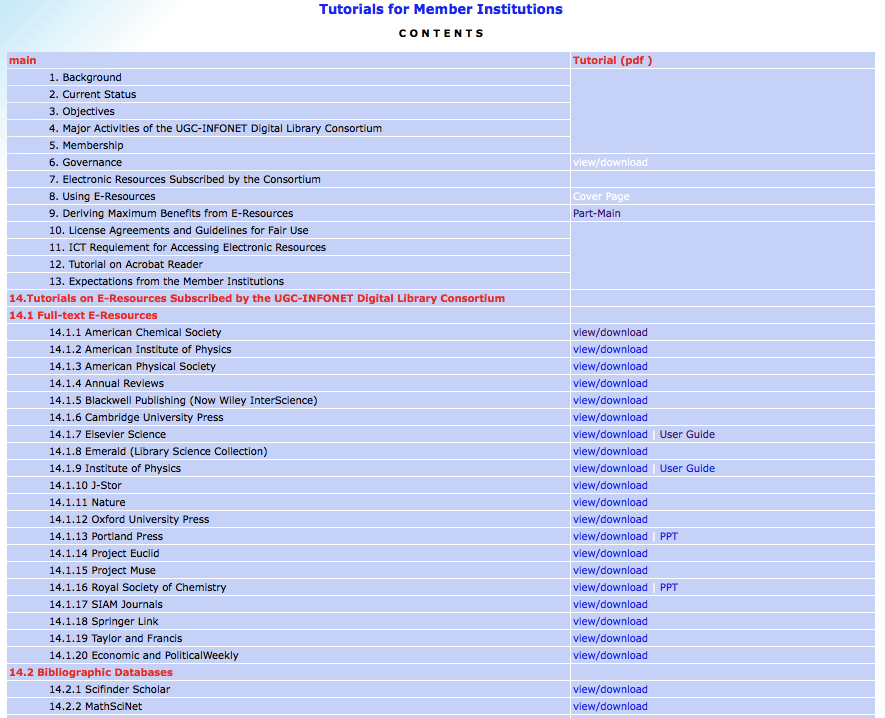 Tutorials for Member Institutions
CONTENTS
main Tutorial (pdf )
1. Background
2. Current Status
3. Objectives
4. Major Activities of the UGC-INFONET Digital Library Consortium
5. Membership
6. Governance view/download
7. Electronic Resources Subscribed by the Consortium
8. Using E-Resources Cover Page
9. Deriving Maximum Benefits from E-Resources Part-Main
10. License Agreements and Guidelines for Fair Use
11. ICT Requiement for Accessing Electronic Resources
12. Tutorial on Acrobat Reader
13. Expectations from the Member Institutions
14.Tutorials on E-Resources Subscribed by the UGC-INFONET Digital Library Consortium
14.1 Full-text E-Resources
14.1.1 American Chemical Society view/download
14.1.2 American Institute of Physics view/download
14.1.3 American Physical Society view/download
14.1.4 Annual Reviews view/download
14.1.5 Blackwell Publishing (Now Wiley InterScience) view/download
14.1.6 Cambridge University Press view/download
14.1.7 Elsevier Science view/download | User Guide
14.1.8 Emerald (Library Science Collection) view/download
14.1.9 Institute of Physics view/download | User Guide
14.1.10 J-Stor view/download
14.1.11 Nature view/download
14.1.12 Oxford University Press view/download
14.1.13 Portland Press view/download | PPT
14.1.14 Project Euclid view/download
14.1.15 Project Muse view/download
14.1.16 Royal Society of Chemistry view/download | PPT
14.1.17 SIAM Journals view/download
14.1.18 Springer Link view/download
14.1.19 Taylor and Francis view/download
14.1.20 Economic and PoliticalWeekly view/download
14.2 Bibliographic Databases
14.2.1 Scifinder Scholar view/download
14.2.2 MathSciNet view/download